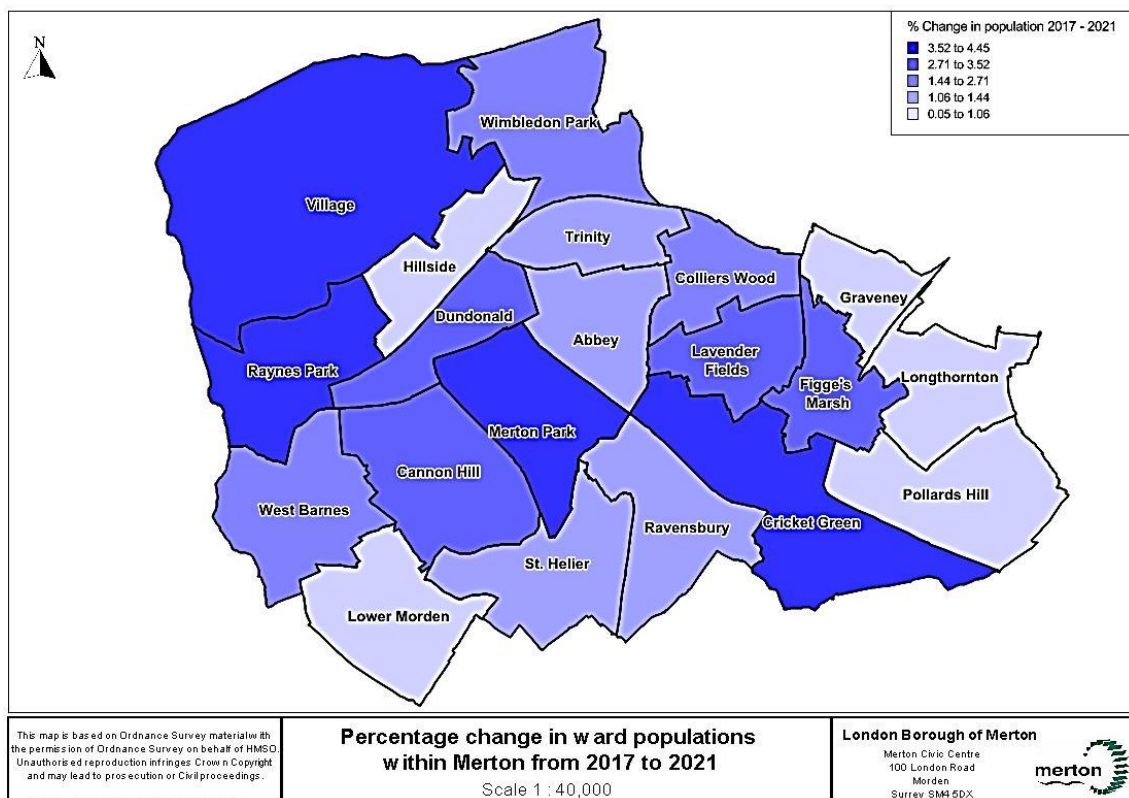 % Change in population 2017 - 2021
3.52 to 4.45
2.71 to 3.52
1.44 to 2.71
1.06 to 1.44
0.05 to 1.06
N
Wimbledon Park
Village
Trinity
Hillside
Colliers Wood
Graveney
Dundonald
Abbey
Lavender
Fields
Raynes Park
Figge's
Marsh
Longthornton
Merton Park
Cannon Hill
Pollards Hill
West Barnes
Cricket Green
Ravensbury
St. Helier
Lower Morden
This map is based on Ordnance Survey material with
the permission of Ordnance Survey on behalf of HMSO.
Unauthorised reproduction infringes Crown Copyright
and may lead to prosecution or Civil proceedings.
Percentage change in ward populations
within Merton from 2017 to 2021
Scale 1 : 40,000
London Borough of Merton
Merton Civic Centre
100 London Road
Morden
Surrey SM4 5DX
merton